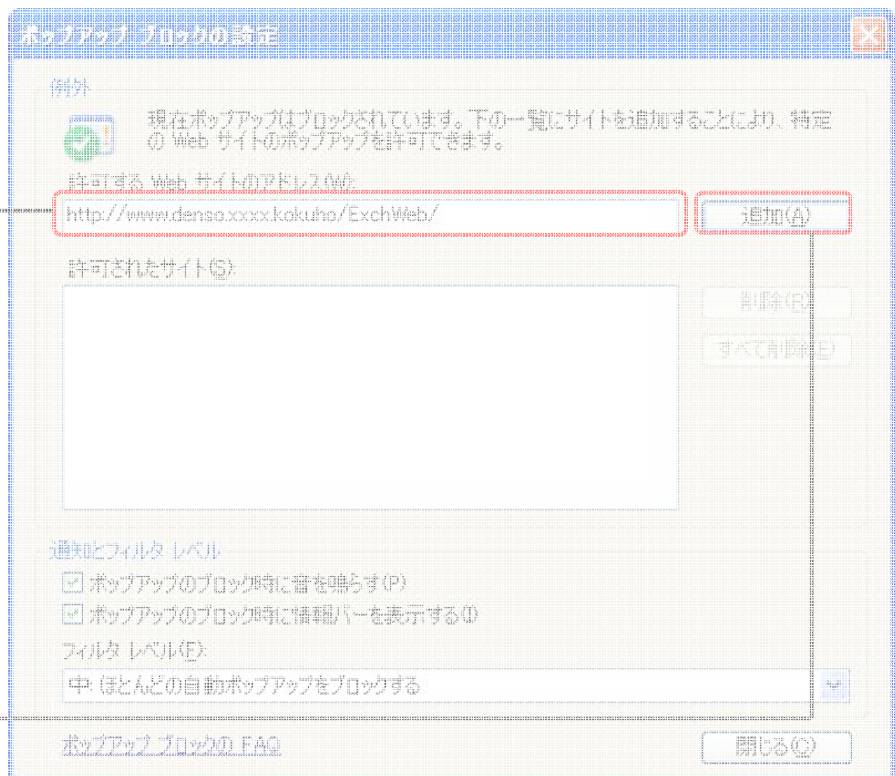 ポップアップ ブロックの設定
例外
現在ポップアップはブロックされています。下の一覧にサイトを追加することにより、特定
の Web サイトのポップアップを許可できます。
許可する Web サイトのアドレス(W):
http://www.denso.xxxx.kokuho/ExchWeb/
追加(A)
許可されたサイト(S):
削除(R)
すべて削除(E)
通知とフィルタ レベル
ポップアップのブロック時に音を鳴らす(P)
ポップアップのブロック時に情報バーを表示する(I)
フィルタ レベル(F):
中: ほとんどの自動ポップアップをブロックする
ポップアップ ブロックの FAQ
閉じる(C)